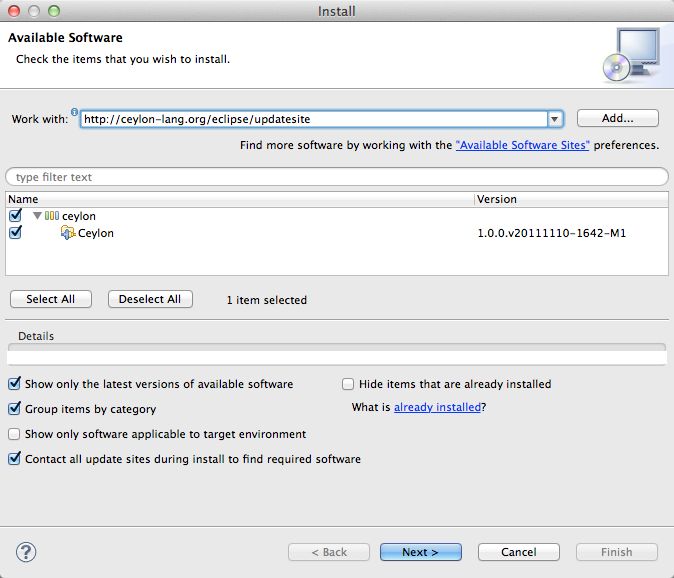 Install
Available Software
Check the items that you wish to install.
Work with: http://ceylon-lang.org/eclipse/updatesite Add...
Find more software by working with the "Available Software Sites" preferences.
type filter text
Name Version
ceylon
Ceylon 1.0.0.v20111110-1642-M1
Select All Deselect All 1 item selected
Details
Show only the latest versions of available software Hide items that are already installed
Group items by category What is already installed?
Show only software applicable to target environment
Contact all update sites during install to find required software
? < Back Next > Cancel Finish